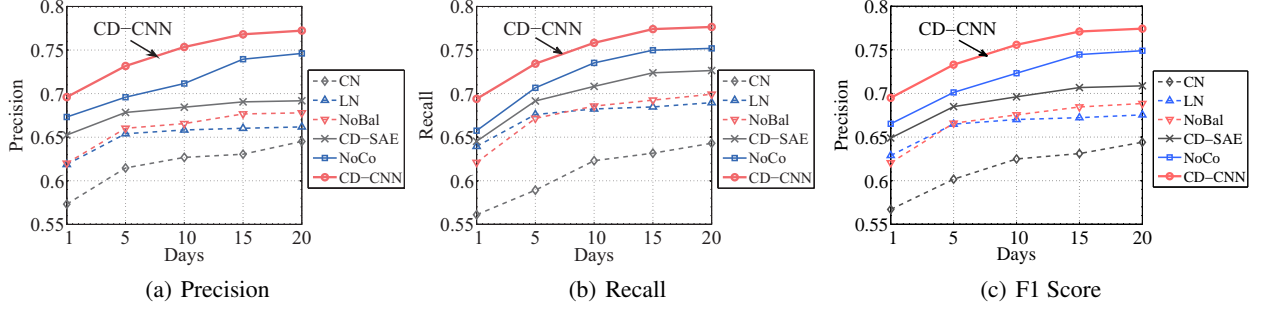 0.8
0.75
0.7
0.65
0.6
0.55
Precision
1 5 10 15 20
Days
CD−CNN
CN
LN
NoBal
CD−SAE
NoCo
CD−CNN
(a) Precision
0.8
0.75
0.7
0.65
0.6
0.55
Recall
1 5 10 15 20
Days
CD−CNN
CN
LN
NoBal
CD−SAE
NoCo
CD−CNN
(b) Recall
0.8
0.75
0.7
0.65
0.6
0.55
Precision
1 5 10 15 20
Days
CD−CNN
CN
LN
NoBal
CD−SAE
NoCo
CD−CNN
(c) F1 Score